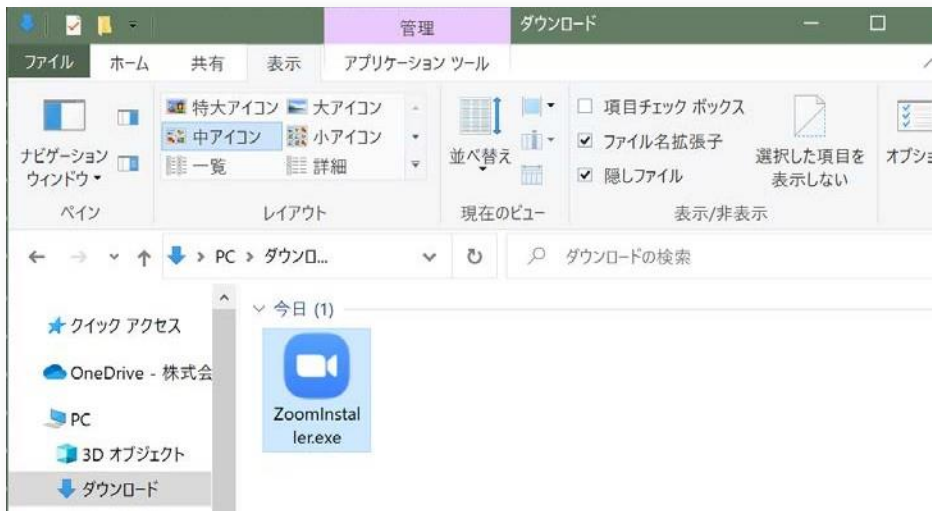 管理
ダウンロード
ファイル ホーム 共有 表示 アプリケーション ツール
特大アイコン 大アイコン
中アイコン 小アイコン
一覧 詳細
ナビゲーション
ウィンドウ
並べ替え
項目チェック ボックス
ファイル名拡張子
隠しファイル
選択した項目を
表示しない
オプショ
ペイン レイアウト 現在のビュー 表示/非表示
PC ダウンロ... ダウンロードの検索
クイック アクセス
OneDrive - 株式会
PC
3D オブジェクト
ダウンロード
今日 (1)
ZoomInstal
ler.exe